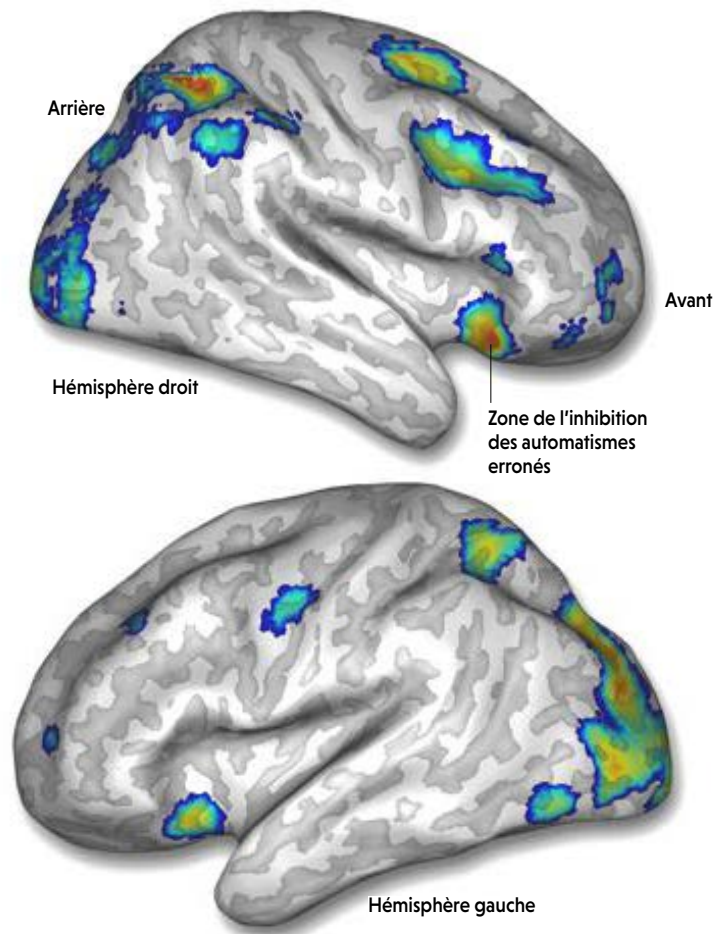 Arrière
Avant
Hémisphère droit
Zone de l’inhibition
des automatismes
erronés
Hémisphère gauche